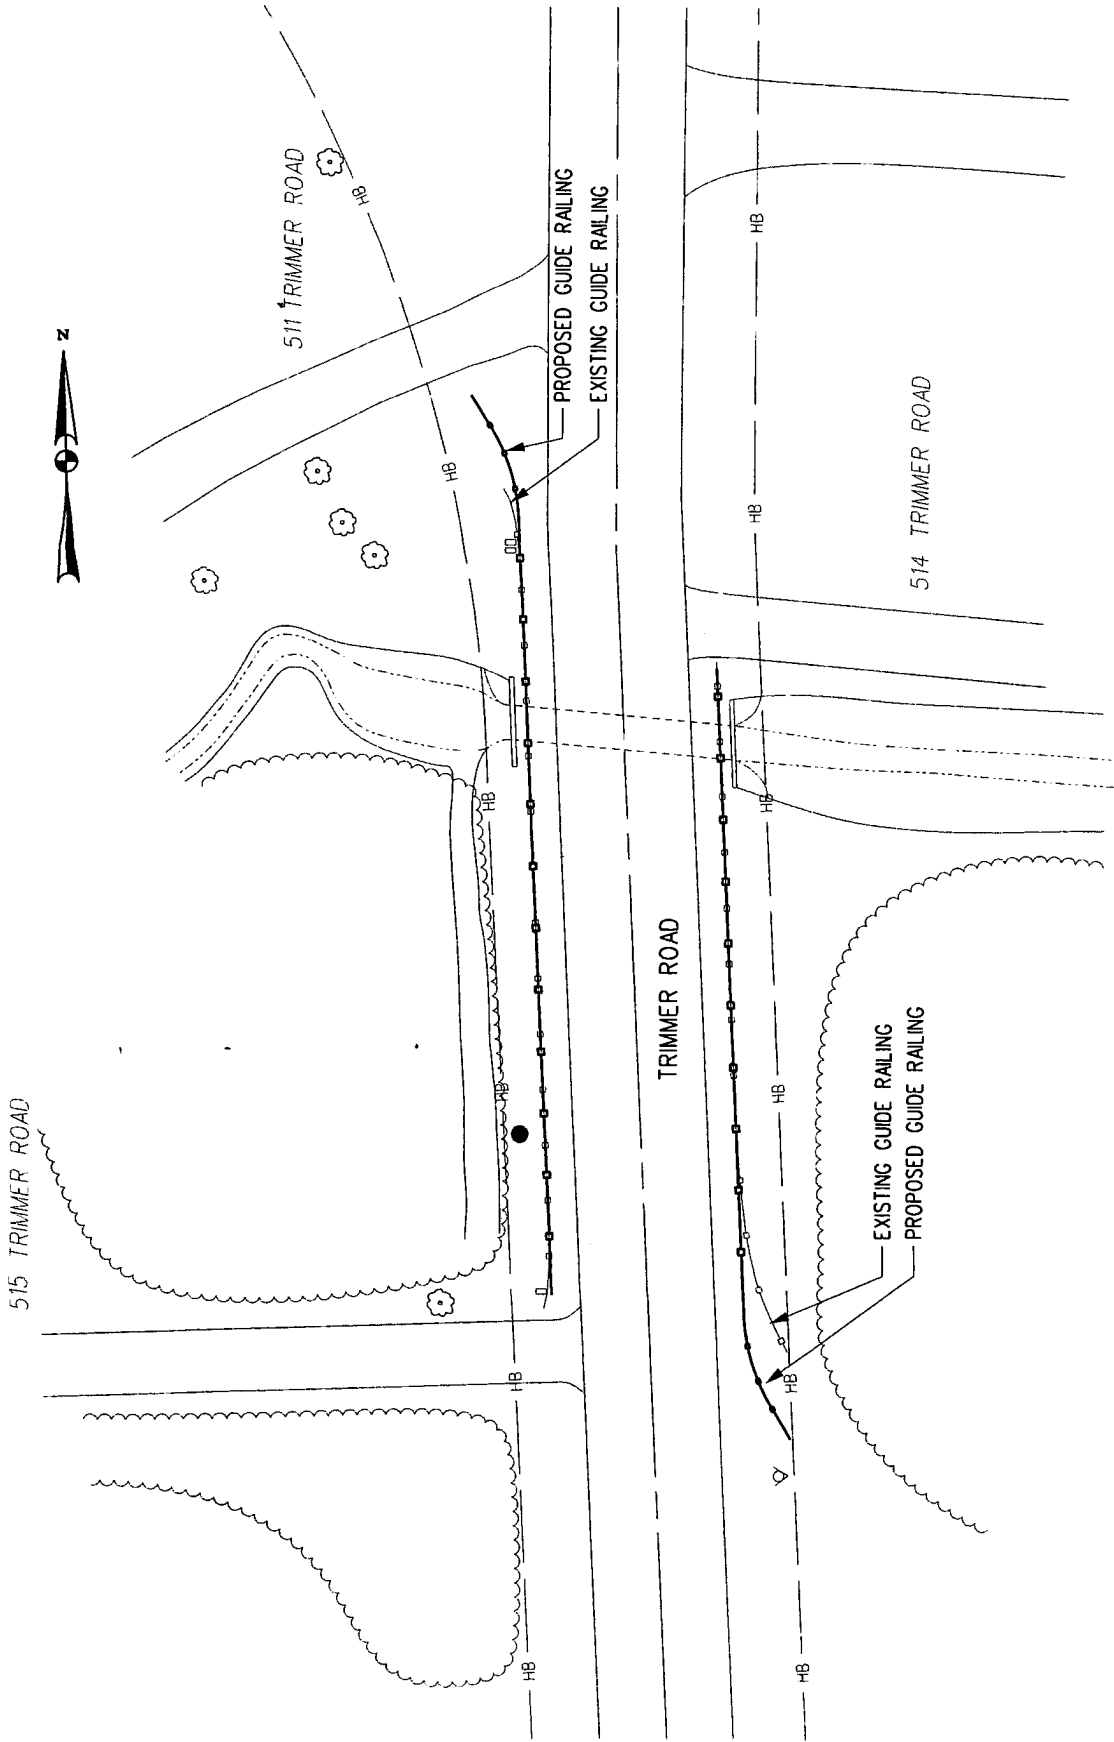 515 TRIMMER ROAD
511 TRIMMER ROAD
514 TRIMMER ROAD
TRIMMER ROAD
N
PROPOSED GUIDE RAILING
EXISTING GUIDE RAILING
EXISTING GUIDE RAILING
PROPOSED GUIDE RAILING
HB
HB
HB
HB
HB
HB
HB
HB
HB
HB
HB
HB